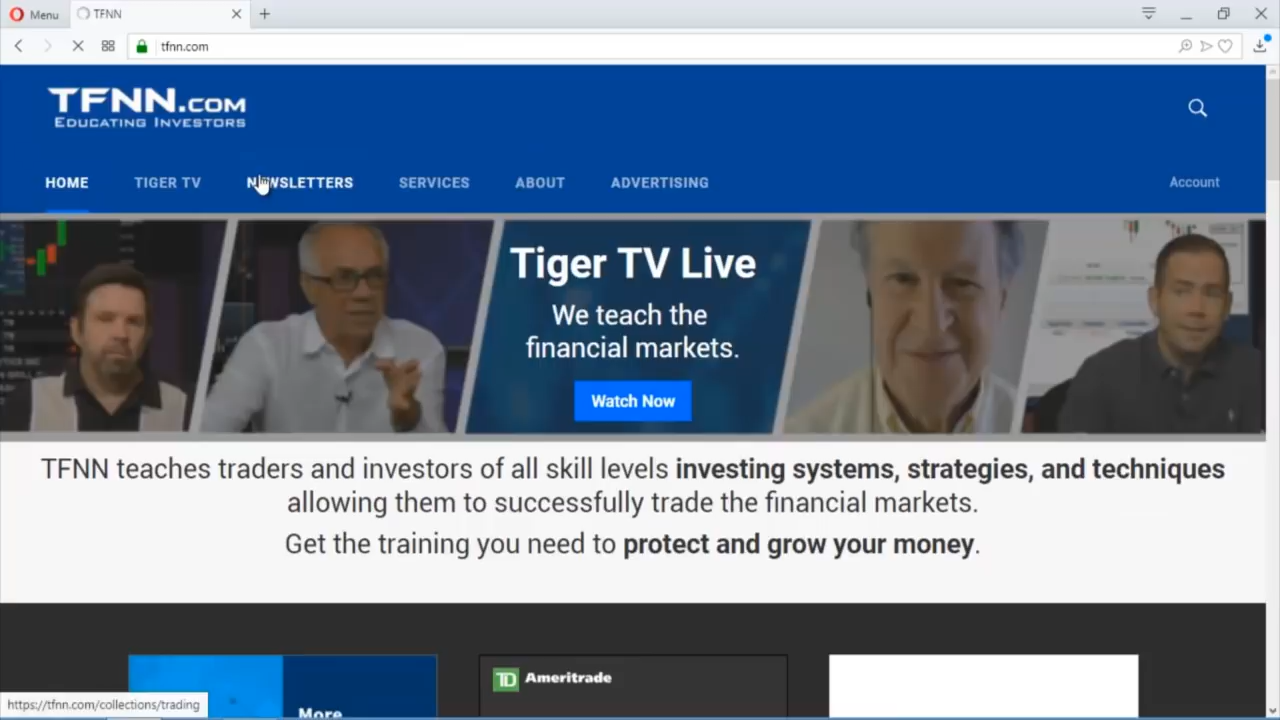 Menu
TFNN
tfnn.com
TFNN.COM
EDUCATING INVESTORS
HOME TIGER TV NEWSLETTERS SERVICES ABOUT ADVERTISING Account
Tiger TV Live
We teach the
financial markets.
Watch Now
TFNN teaches traders and investors of all skill levels investing systems, strategies, and techniques
allowing them to successfully trade the financial markets.
Get the training you need to protect and grow your money.
TD Ameritrade
More
https://tfnn.com/collections/trading